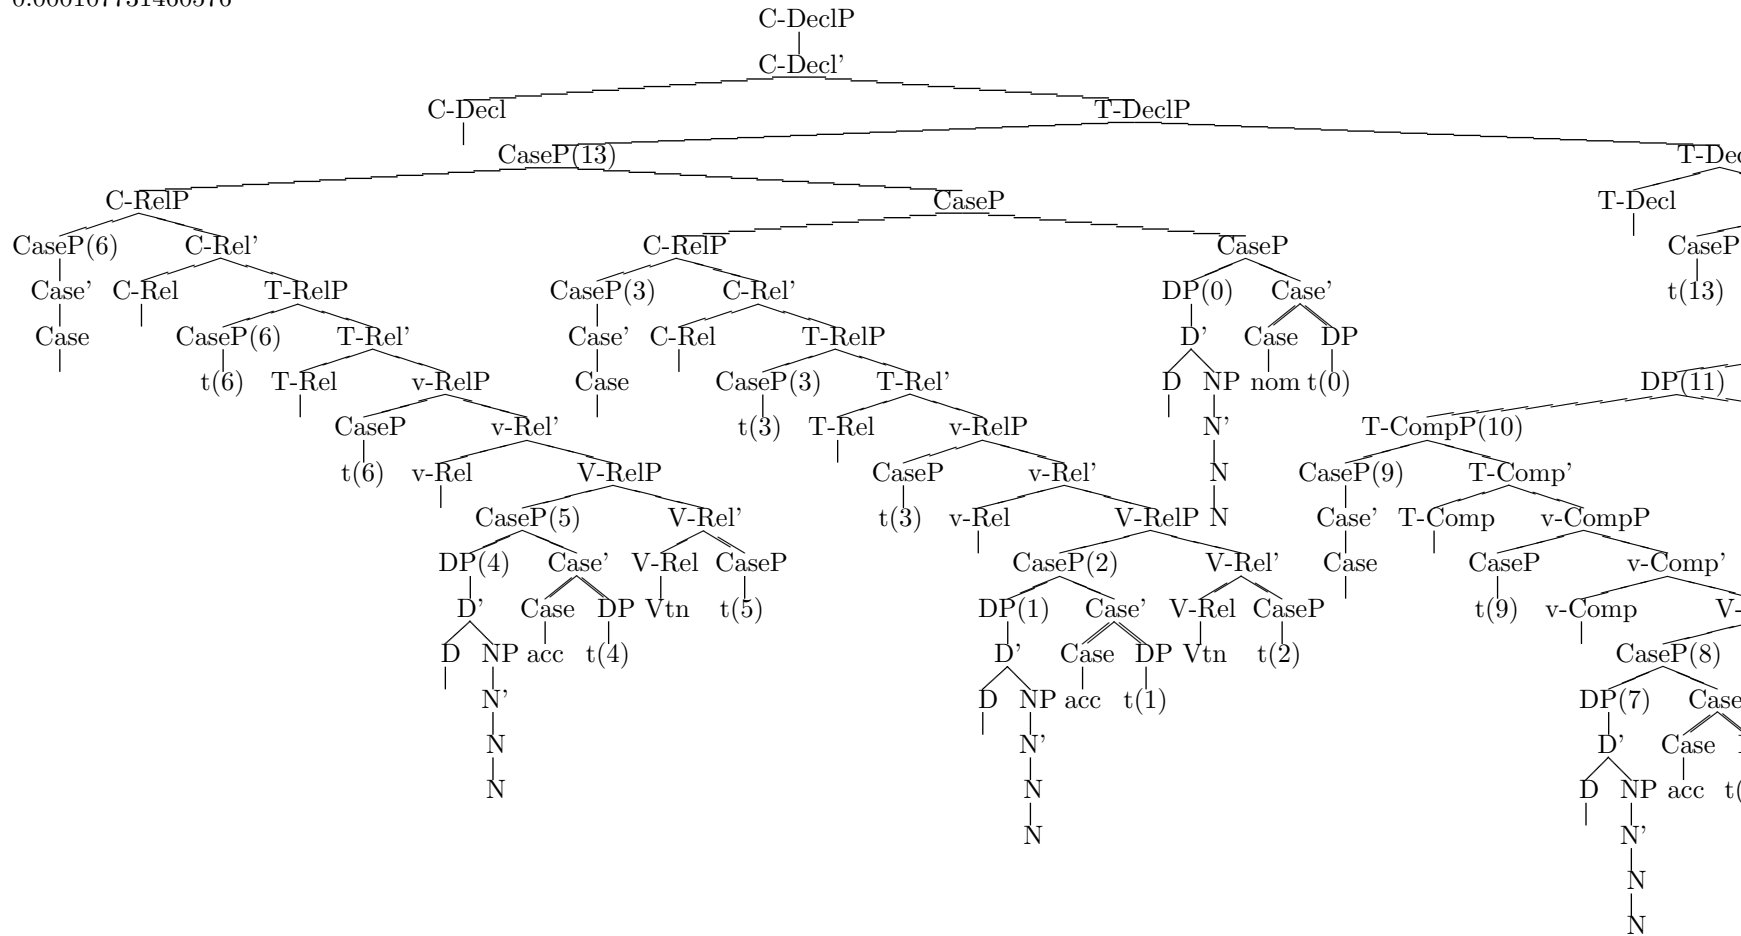 0.000107731460576
C-DeclP
C-Decl'
C-Decl T-DeclP
CaseP(13) T-Dec
C-RelP CaseP T-Decl
CaseP(6) C-Rel' C-RelP CaseP CaseP
Case' C-Rel T-RelP CaseP(3) C-Rel' DP(0) Case' t(13)
Case CaseP(6) T-Rel' Case' C-Rel T-RelP D' Case DP
t(6) T-Rel v-RelP Case CaseP(3) T-Rel' D NP nom t(0) DP(11)
CaseP v-Rel' t(3) T-Rel v-RelP N' T-CompP(10)
t(6) v-Rel V-RelP CaseP v-Rel' N CaseP(9) T-Comp'
CaseP(5) V-Rel' t(3) v-Rel V-RelP N Case' T-Comp v-CompP
DP(4) Case' V-Rel CaseP CaseP(2) V-Rel' Case CaseP v-Comp'
D' Case DP Vtn t(5) DP(1) Case' V-Rel CaseP t(9) v-Comp V-
D NP acc t(4) D' Case DP Vtn t(2) CaseP(8)
N' D NP acc t(1) DP(7) Case
N N' D' Case
N N D NP acc t(
N N'
N
N